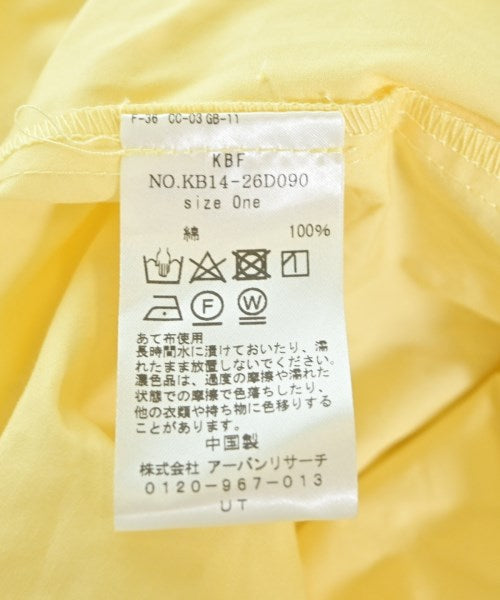 F-36 CC-03 GB-11
KBF
NO.KB14-26D090
size One
綿 100%
F W
あて布使用
長時間水に漬けておいたり、濡
れたまま放置しないでください。
濃色品は、過度の摩擦や濡れた
状態での摩擦で色落ちしたり、
他の衣類や持ち物に色移りする
ことがあります。
中国製
株式会社 アーバンリサーチ
0120-967-013
UT